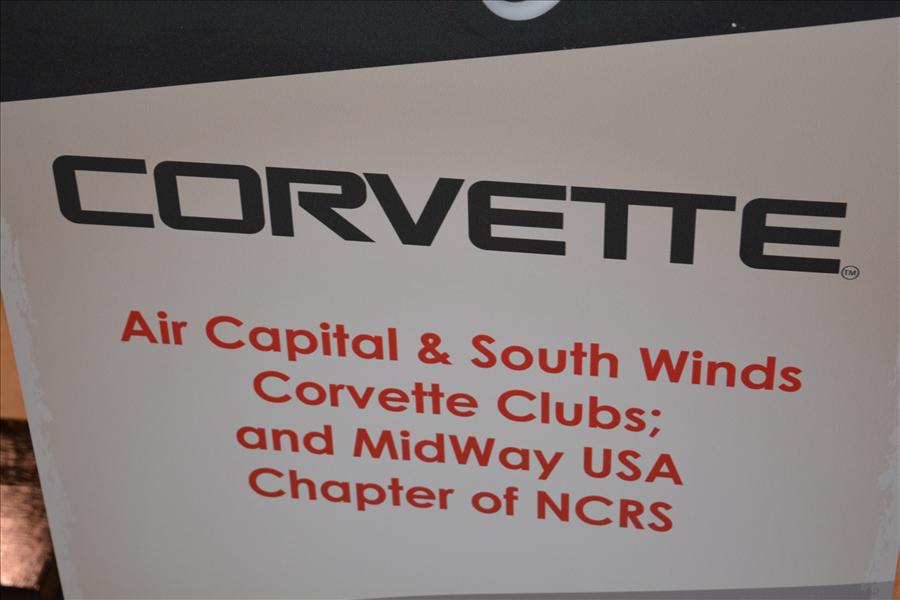 CORVETTE ™
Air Capital & South Winds
Corvette Clubs;
and MidWay USA
Chapter of NCRS